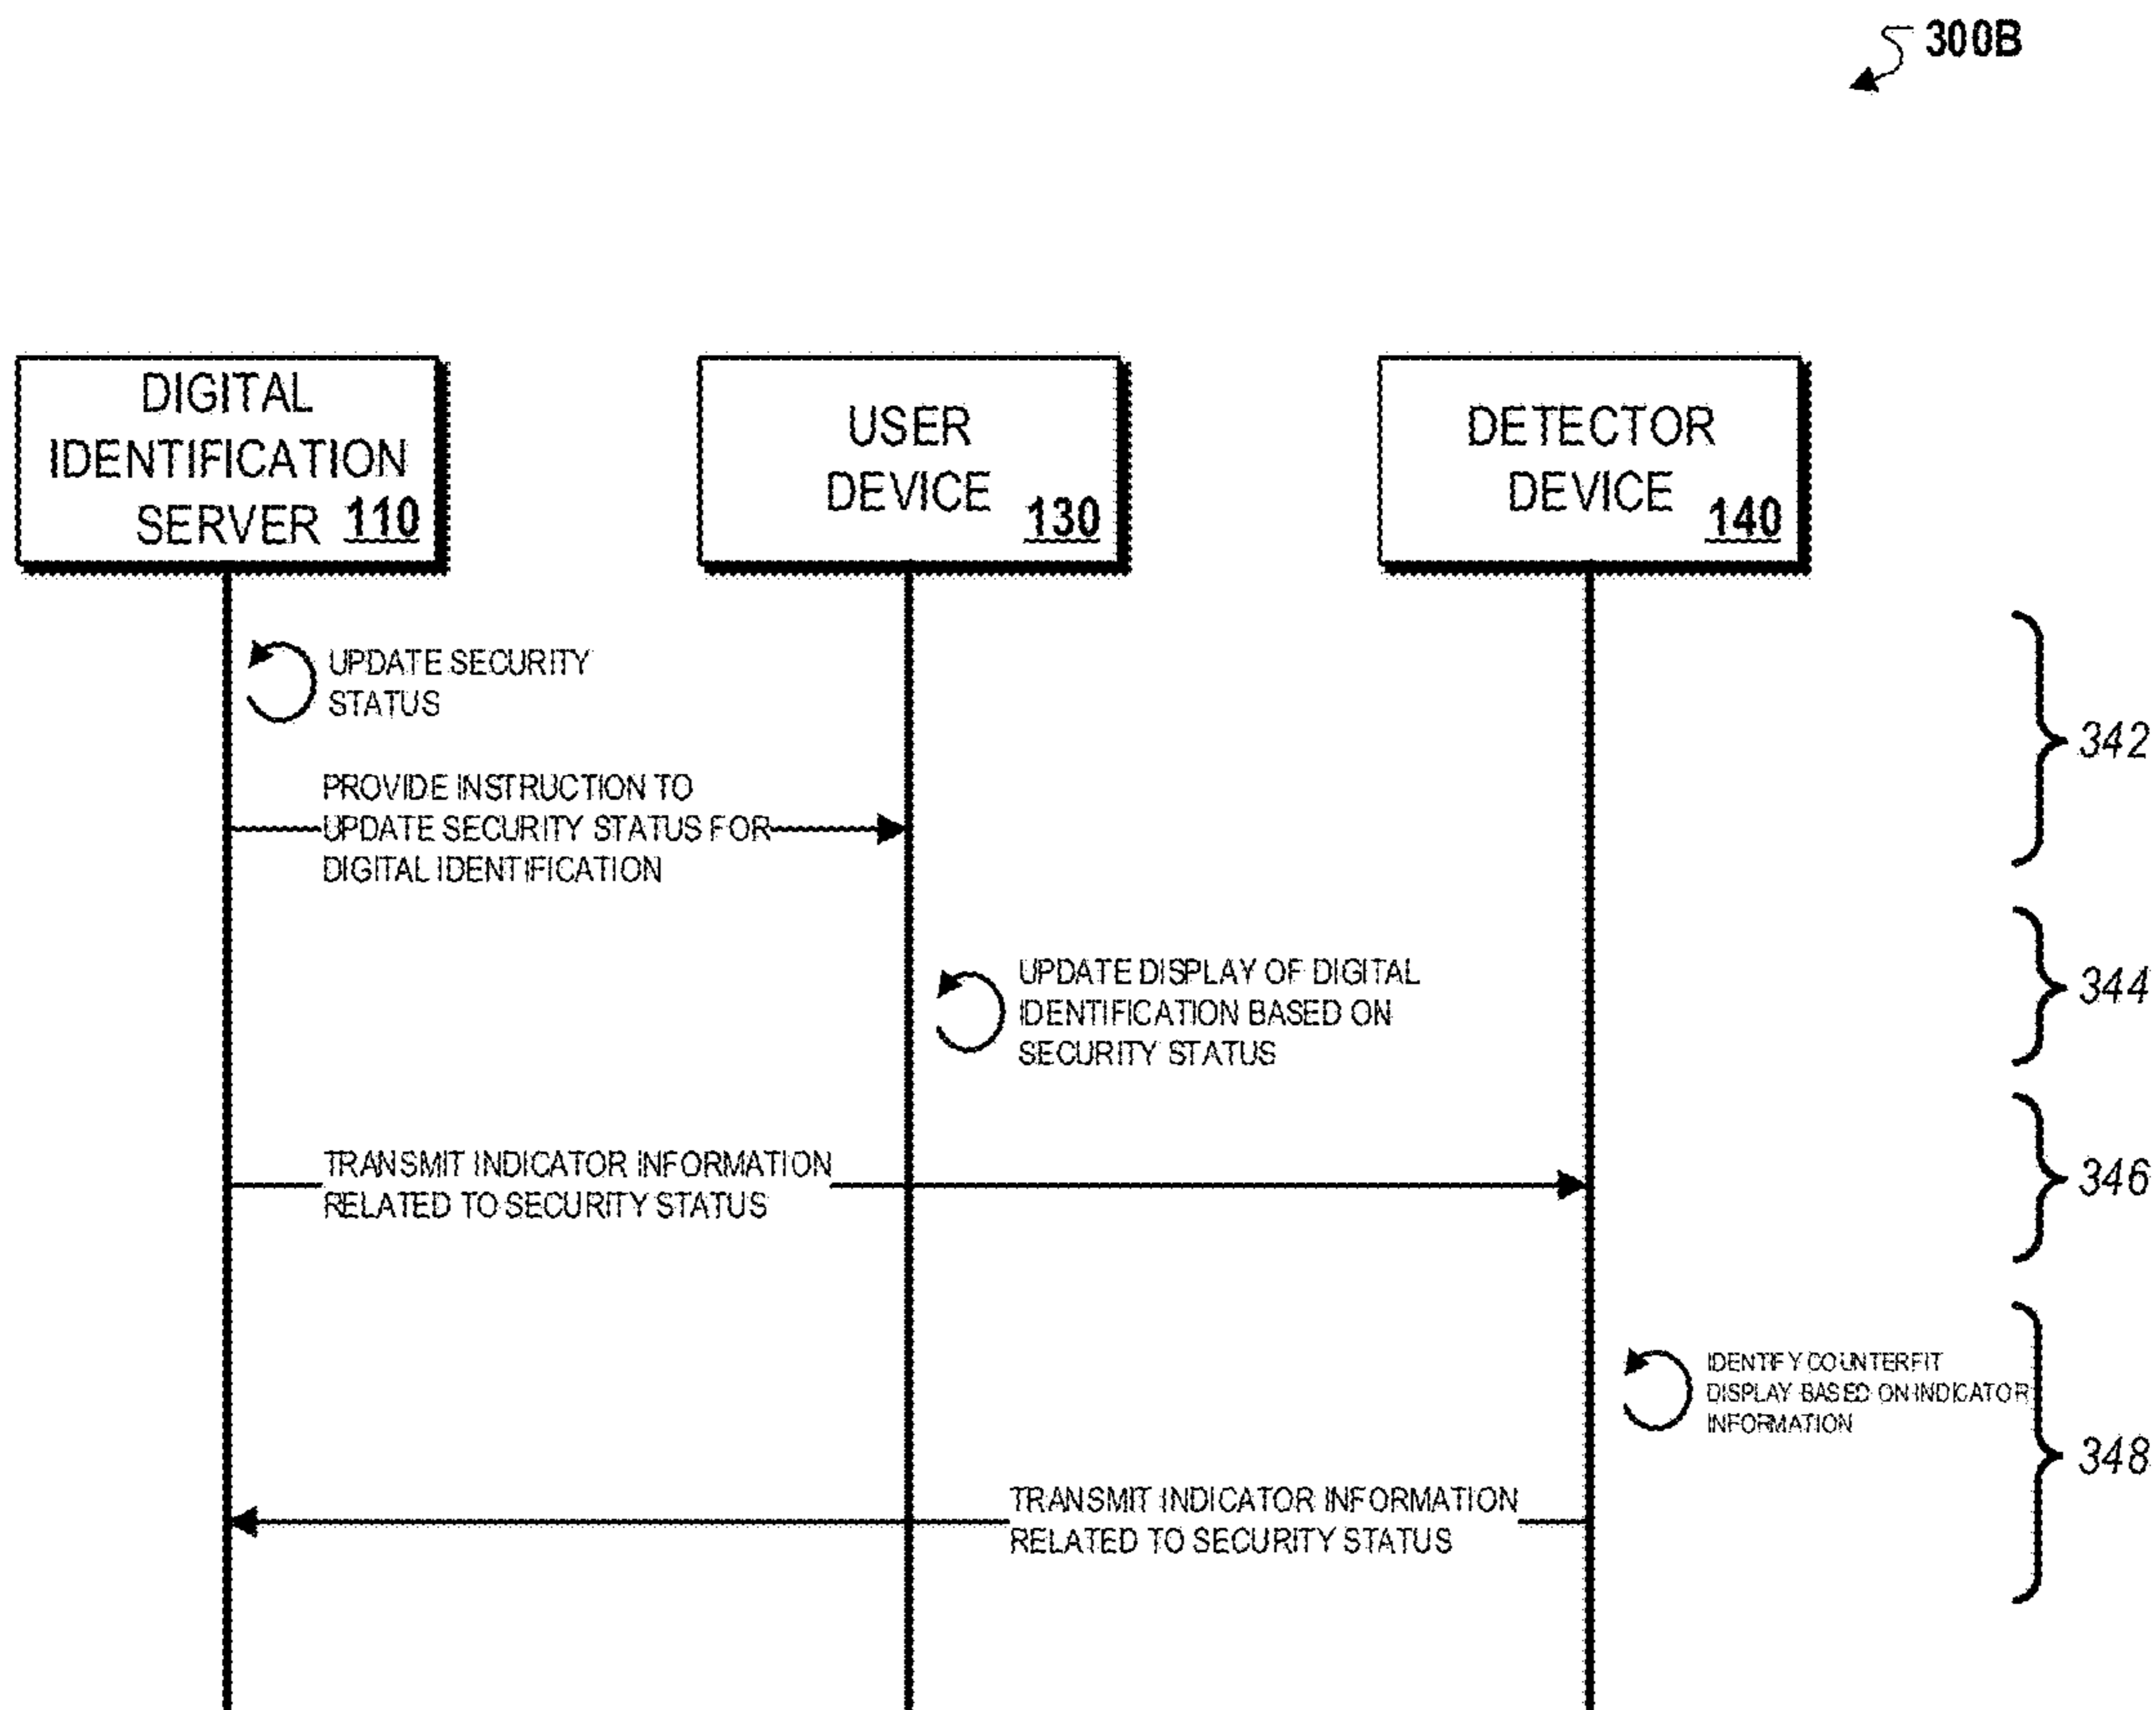 300B
DIGITAL
IDENTIFICATION
SERVER 110
USER
DEVICE 130
DETECTOR
DEVICE 140
UPDATE SECURITY
STATUS
342
PROVIDE INSTRUCTION TO
UPDATE SECURITY STATUS FOR
DIGITAL IDENTIFICATION
UPDATE DISPLAY OF DIGITAL
IDENTIFICATION BASED ON
SECURITY STATUS
344
TRANSMIT INDICATOR INFORMATION
RELATED TO SECURITY STATUS
346
IDENTIFY COUNTERFIT
DISPLAY BASED ON INDICATOR
INFORMATION
348
TRANSMIT INDICATOR INFORMATION
RELATED TO SECURITY STATUS